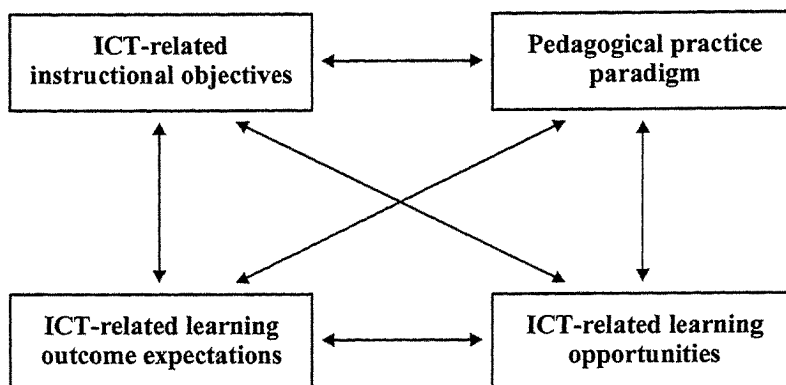 ICT-related
instructional objectives
Pedagogical practice
paradigm
ICT-related learning
outcome expectations
ICT-related learning
opportunities